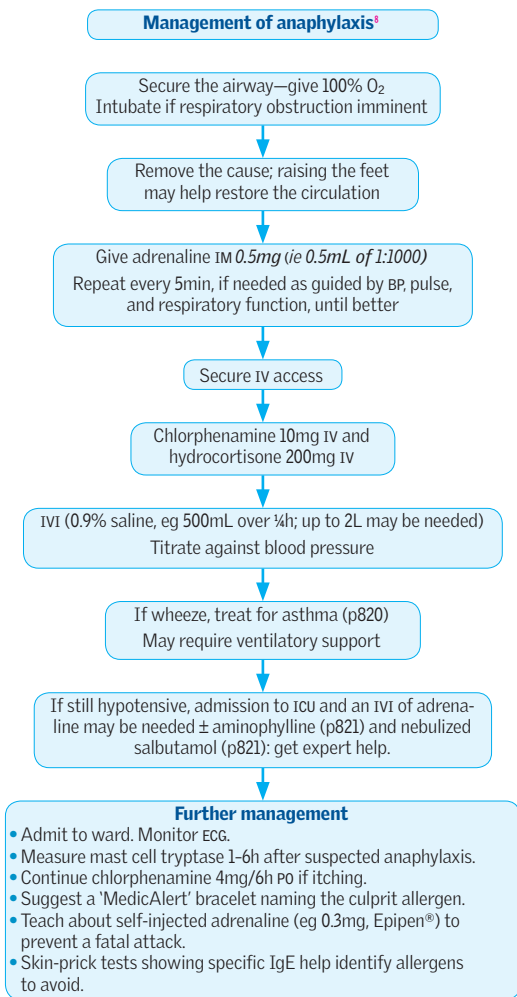 Management of anaphylaxis⁸
Secure the airway—give 100% O₂
Intubate if respiratory obstruction imminent
Remove the cause; raising the feet
may help restore the circulation
Give adrenaline IM 0.5mg (ie 0.5mL of 1:1000)
Repeat every 5min, if needed as guided by BP, pulse,
and respiratory function, until better
Secure IV access
Chlorphenamine 10mg IV and
hydrocortisone 200mg IV
IVI (0.9% saline, eg 500mL over ¼h; up to 2L may be needed)
Titrate against blood pressure
If wheeze, treat for asthma (p820)
May require ventilatory support
If still hypotensive, admission to ICU and an IVI of adrena-
line may be needed ± aminophylline (p821) and nebulized
salbutamol (p821): get expert help.
Further management
• Admit to ward. Monitor ECG.
• Measure mast cell tryptase 1–6h after suspected anaphylaxis.
• Continue chlorphenamine 4mg/6h PO if itching.
• Suggest a ‘MedicAlert’ bracelet naming the culprit allergen.
• Teach about self-injected adrenaline (eg 0.3mg, Epipen®) to
prevent a fatal attack.
• Skin-prick tests showing specific IgE help identify allergens
to avoid.